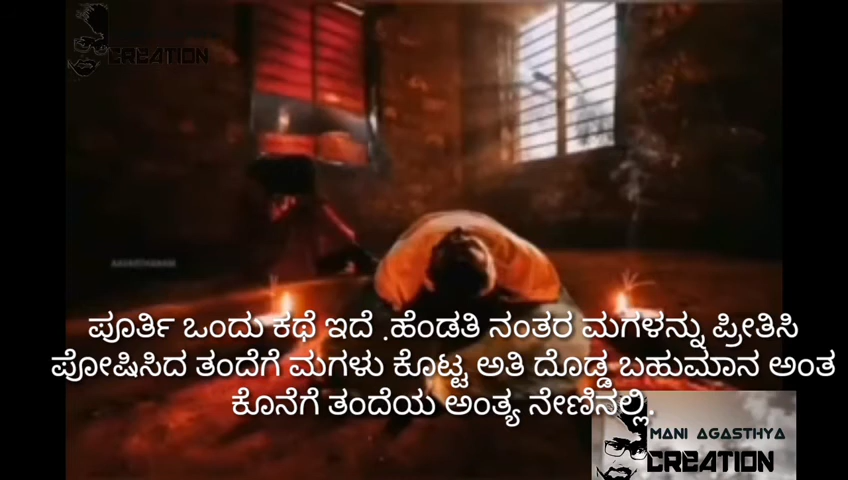 CREATION
ಪೂರ್ತಿ ಒಂದು ಕಥೆ ಇದೆ .ಹೆಂಡತಿ ನಂತರ ಮಗಳನ್ನು ಪ್ರೀತಿಸಿ
ಪೋಷಿಸಿದ ತಂದೆಗೆ ಮಗಳು ಕೊಟ್ಟ ಅತಿ ದೊಡ್ಡ ಬಹುಮಾನ ಅಂತ
ಕೊನೆಗೆ ತಂದೆಯ ಅಂತ್ಯ ನೇಣಿನಲ್ಲಿ.
MANI AGASTHYA
CREATION